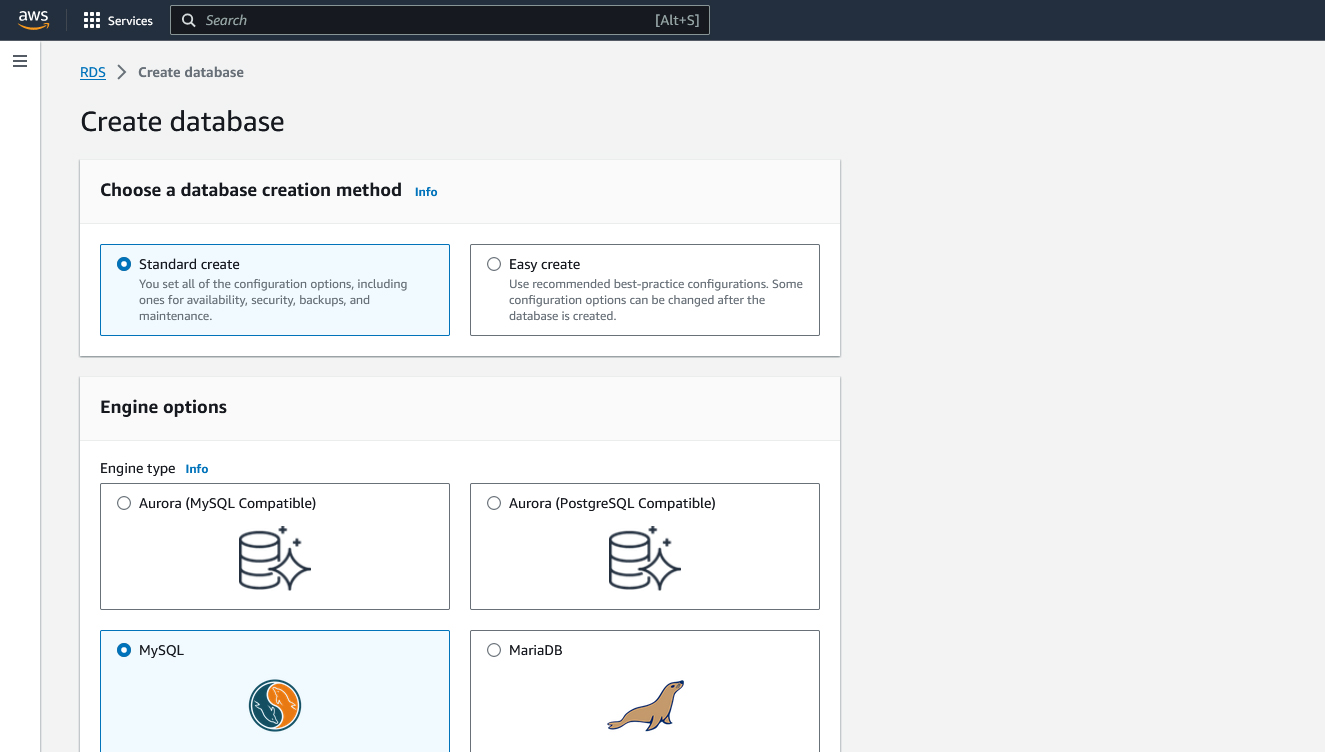 aws
Services
Search
[Alt+S]
RDS
Create database
Create database
Choose a database creation method
Info
Standard create
You set all of the configuration options, including
ones for availability, security, backups, and
maintenance.
Easy create
Use recommended best-practice configurations. Some
configuration options can be changed after the
database is created.
Engine options
Engine type
Info
Aurora (MySQL Compatible)
Aurora (PostgreSQL Compatible)
MySQL
MariaDB